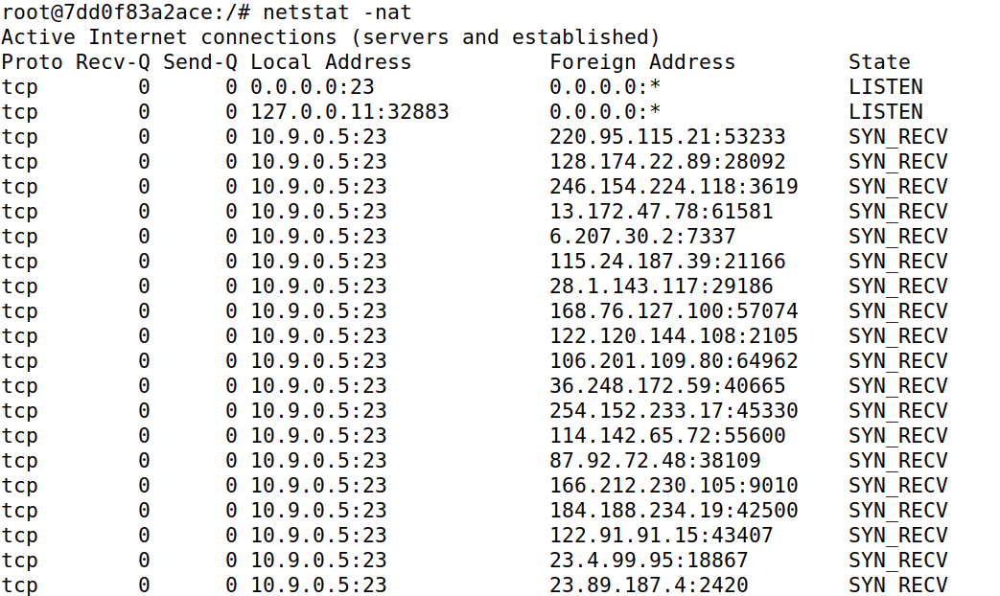 root@7dd0f83a2ace:/# netstat -nat
Active Internet connections (servers and established)
Proto Recv-Q Send-Q Local Address           Foreign Address         State
tcp        0      0 0.0.0.0:23              0.0.0.0:*               LISTEN
tcp        0      0 127.0.0.11:32883        0.0.0.0:*               LISTEN
tcp        0      0 10.9.0.5:23             220.95.115.21:53233     SYN_RECV
tcp        0      0 10.9.0.5:23             128.174.22.89:28092     SYN_RECV
tcp        0      0 10.9.0.5:23             246.154.224.118:3619    SYN_RECV
tcp        0      0 10.9.0.5:23             13.172.47.78:61581      SYN_RECV
tcp        0      0 10.9.0.5:23             6.207.30.2:7337         SYN_RECV
tcp        0      0 10.9.0.5:23             115.24.187.39:21166     SYN_RECV
tcp        0      0 10.9.0.5:23             28.1.143.117:29186      SYN_RECV
tcp        0      0 10.9.0.5:23             168.76.127.100:57074    SYN_RECV
tcp        0      0 10.9.0.5:23             122.120.144.108:2105    SYN_RECV
tcp        0      0 10.9.0.5:23             106.201.109.80:64962    SYN_RECV
tcp        0      0 10.9.0.5:23             36.248.172.59:40665     SYN_RECV
tcp        0      0 10.9.0.5:23             254.152.233.17:45330    SYN_RECV
tcp        0      0 10.9.0.5:23             114.142.65.72:55600     SYN_RECV
tcp        0      0 10.9.0.5:23             87.92.72.48:38109       SYN_RECV
tcp        0      0 10.9.0.5:23             166.212.230.105:9010    SYN_RECV
tcp        0      0 10.9.0.5:23             184.188.234.19:42500    SYN_RECV
tcp        0      0 10.9.0.5:23             122.91.91.15:43407      SYN_RECV
tcp        0      0 10.9.0.5:23             23.4.99.95:18867        SYN_RECV
tcp        0      0 10.9.0.5:23             23.89.187.4:2420        SYN_RECV